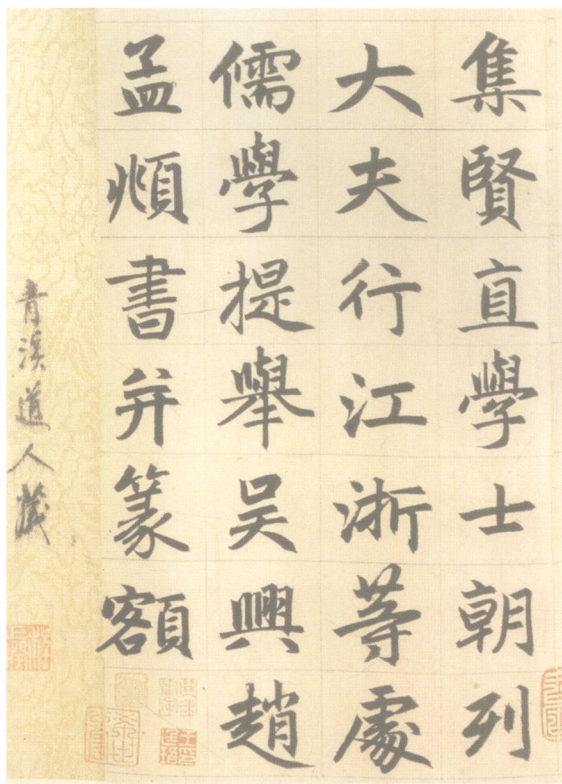 集賢直學士朝列
大夫行江浙等處
儒學提舉吴興趙
孟頫書并篆額
青溪道人藏